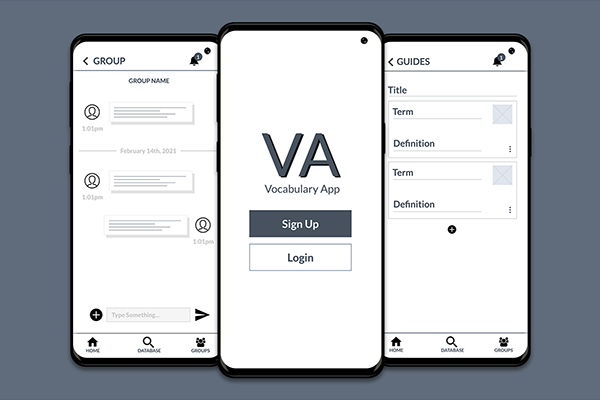 GROUP
1
GROUP NAME
1:01pm
February 14th, 2021
1:01pm
1:01pm
Type Something...
HOME
DATABASE
GROUPS
VA
Vocabulary App
Sign Up
Login
GUIDES
1
Title
Term
Definition
Term
Definition
HOME
DATABASE
GROUPS